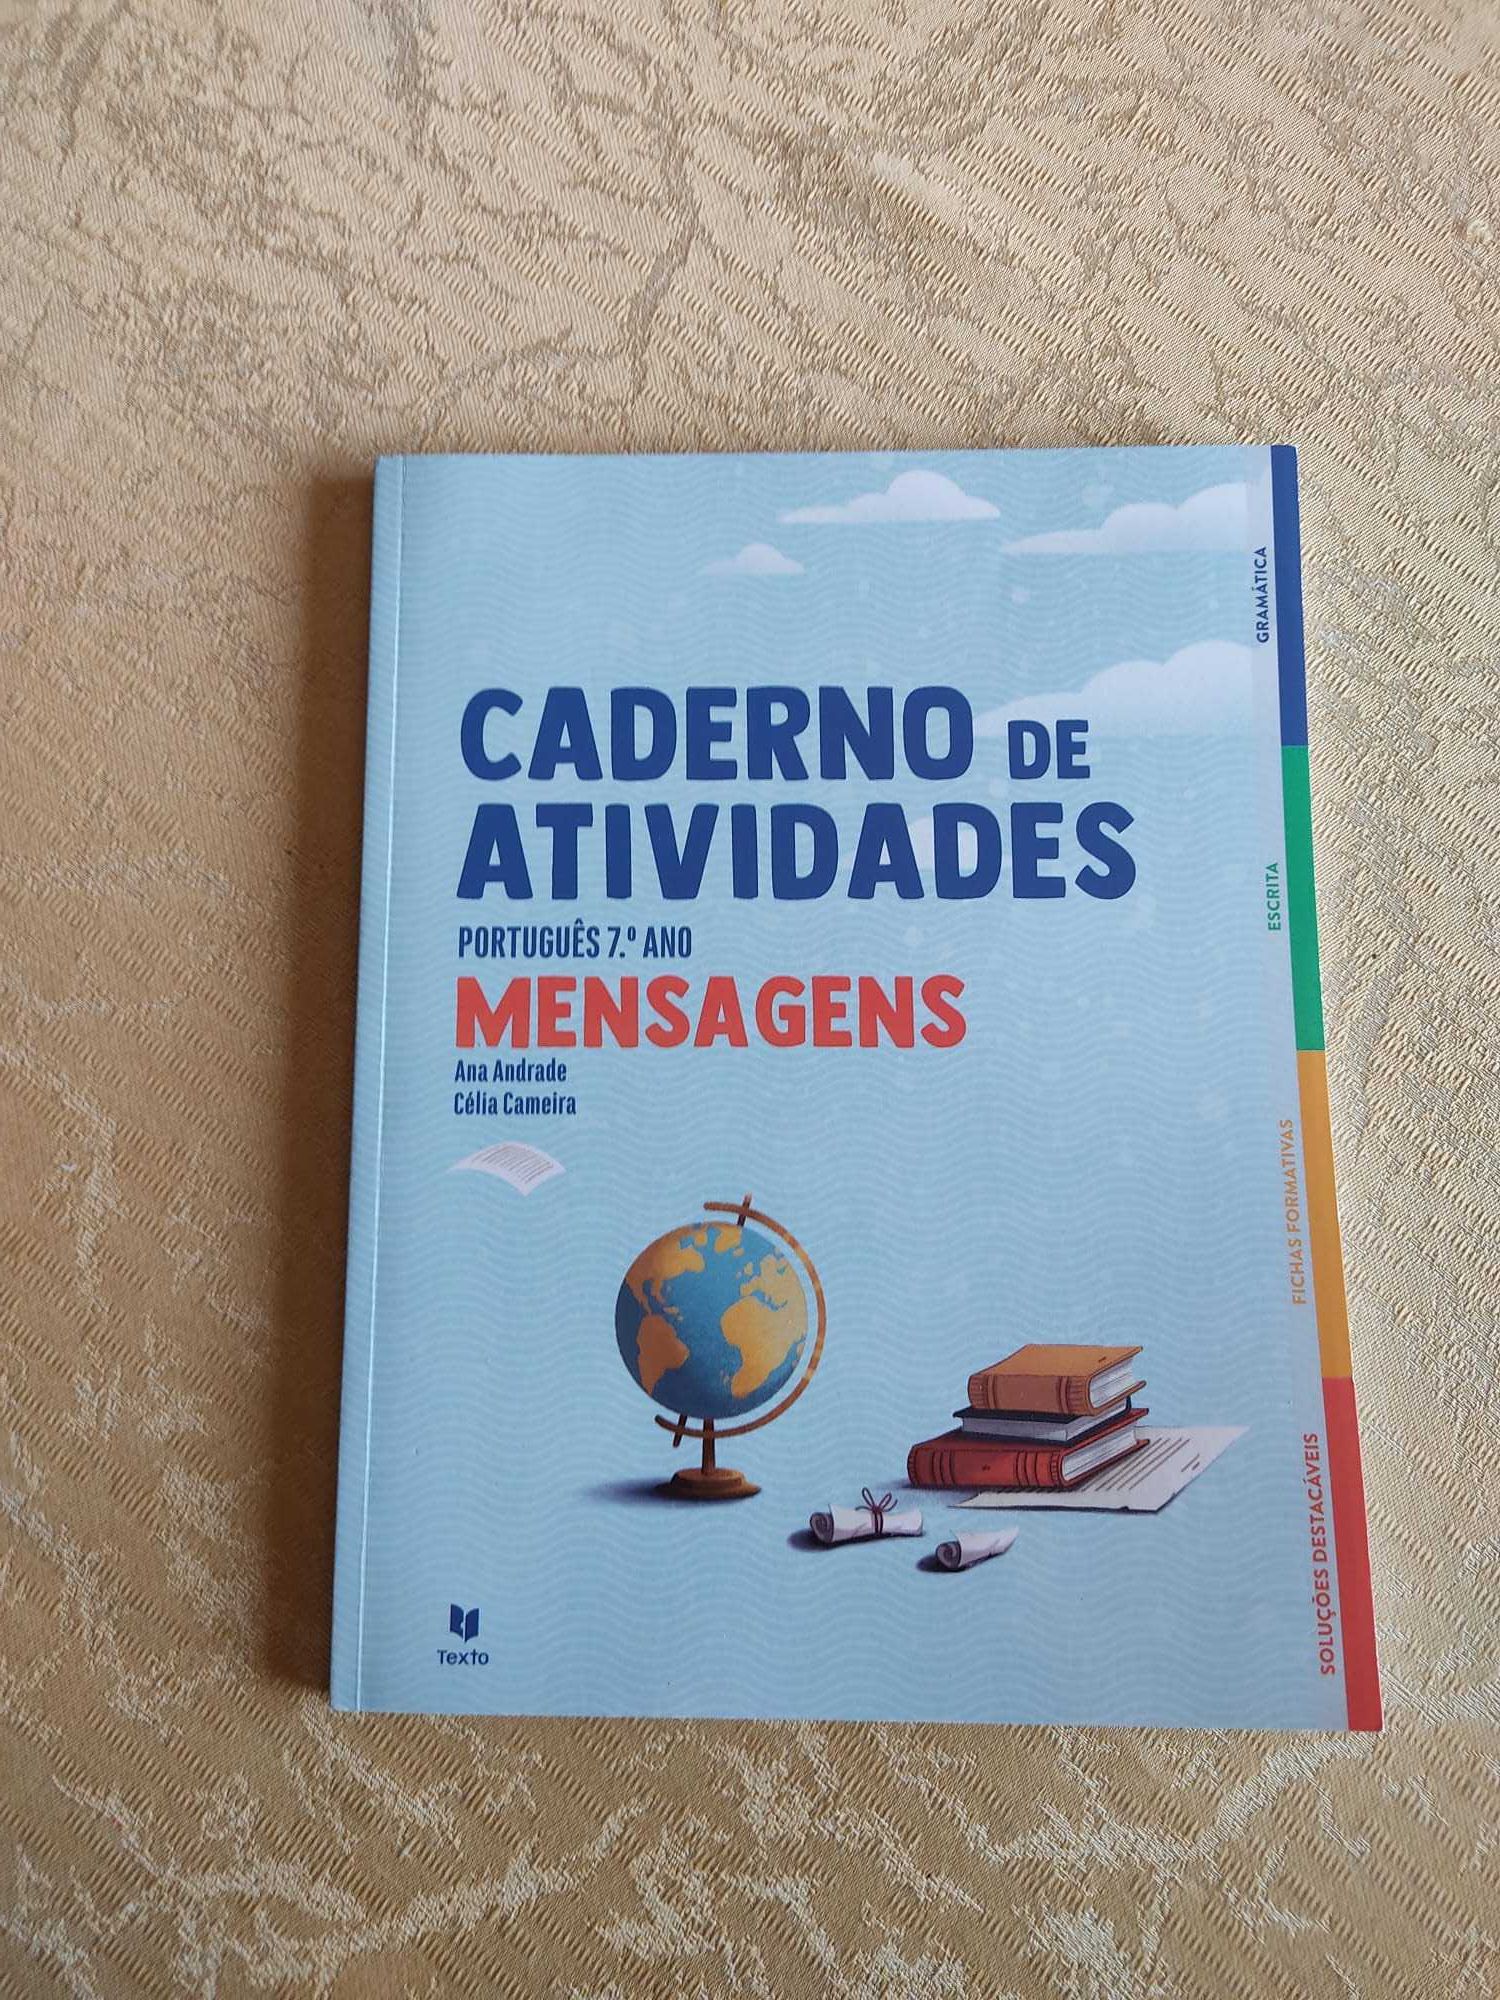 CADERNO DE
ATIVIDADES
PORTUGUÊS 7.º ANO
MENSAGENS
Ana Andrade
Célia Cameira
Texto
GRAMÁTICA
ESCRITA
FICHAS FORMATIVAS
SOLUÇÕES DESTACÁVEIS